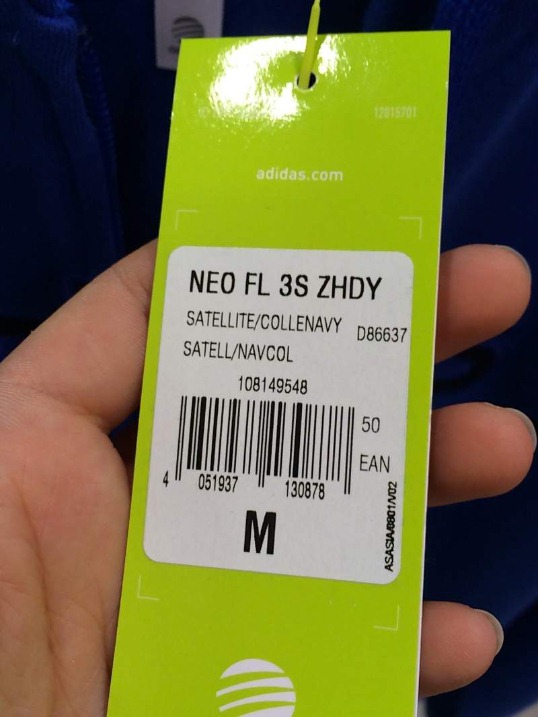 12015701
adidas.com
NEO FL 3S ZHDY
SATELLITE/COLLENAVY D86637
SATELL/NAVCOL
108149548
50
EAN
4 051937 130878
M
ASASIA/6801/V02